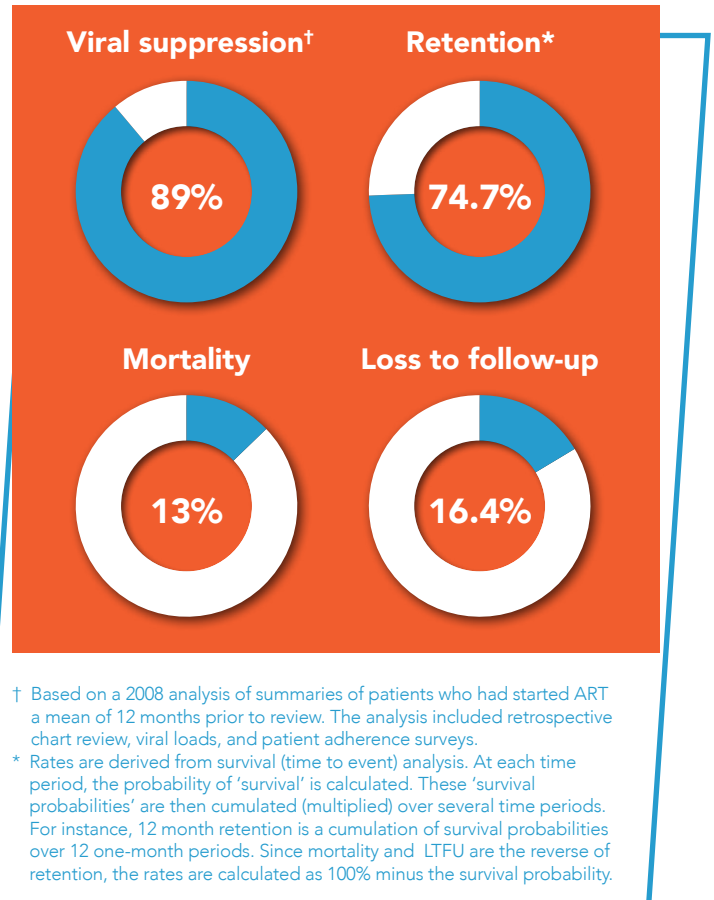 Viral suppression†
Retention*
89%
74.7%
Mortality
Loss to follow-up
13%
16.4%
† Based on a 2008 analysis of summaries of patients who had started ART
a mean of 12 months prior to review. The analysis included retrospective
chart review, viral loads, and patient adherence surveys.
* Rates are derived from survival (time to event) analysis. At each time
period, the probability of ‘survival’ is calculated. These ‘survival
probabilities’ are then cumulated (multiplied) over several time periods.
For instance, 12 month retention is a cumulation of survival probabilities
over 12 one-month periods. Since mortality and LTFU are the reverse of
retention, the rates are calculated as 100% minus the survival probability.